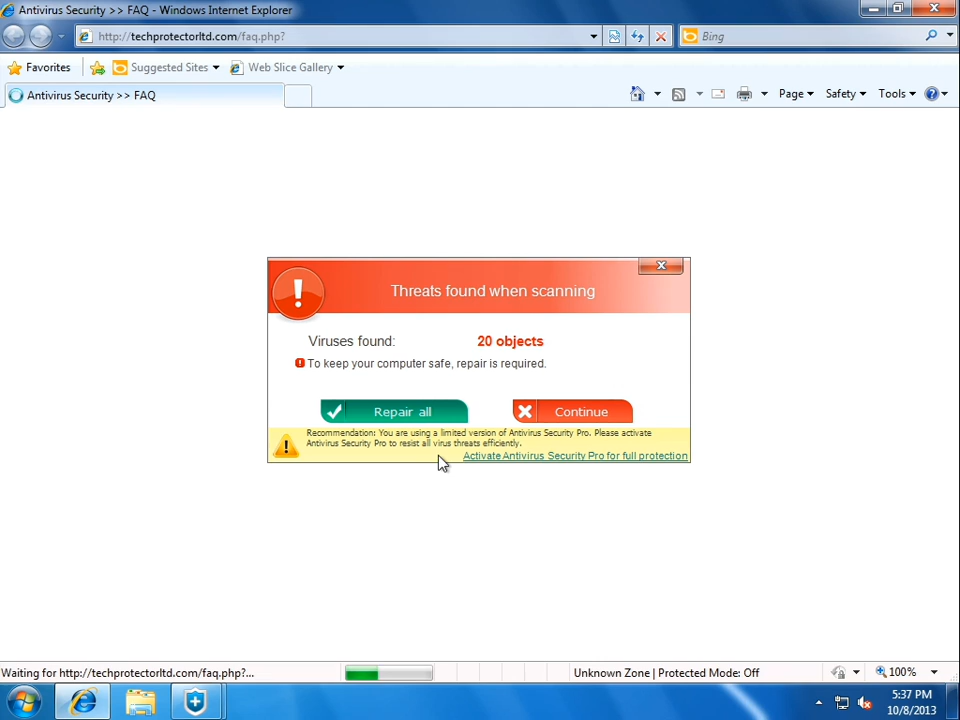 Antivirus Security >> FAQ - Windows Internet Explorer
http://techprotectorltd.com/faq.php?
Bing
Favorites
Suggested Sites
Web Slice Gallery
Antivirus Security >> FAQ
Page
Safety
Tools
Threats found when scanning
Viruses found: 20 objects
To keep your computer safe, repair is required.
Repair all
Continue
Recommendation: You are using a limited version of Antivirus Security Pro. Please activate
Antivirus Security Pro to resist all virus threats efficiently.
Activate Antivirus Security Pro for full protection
Waiting for http://techprotectorltd.com/faq.php?...
Unknown Zone | Protected Mode: Off
100%
5:37 PM
10/8/2013